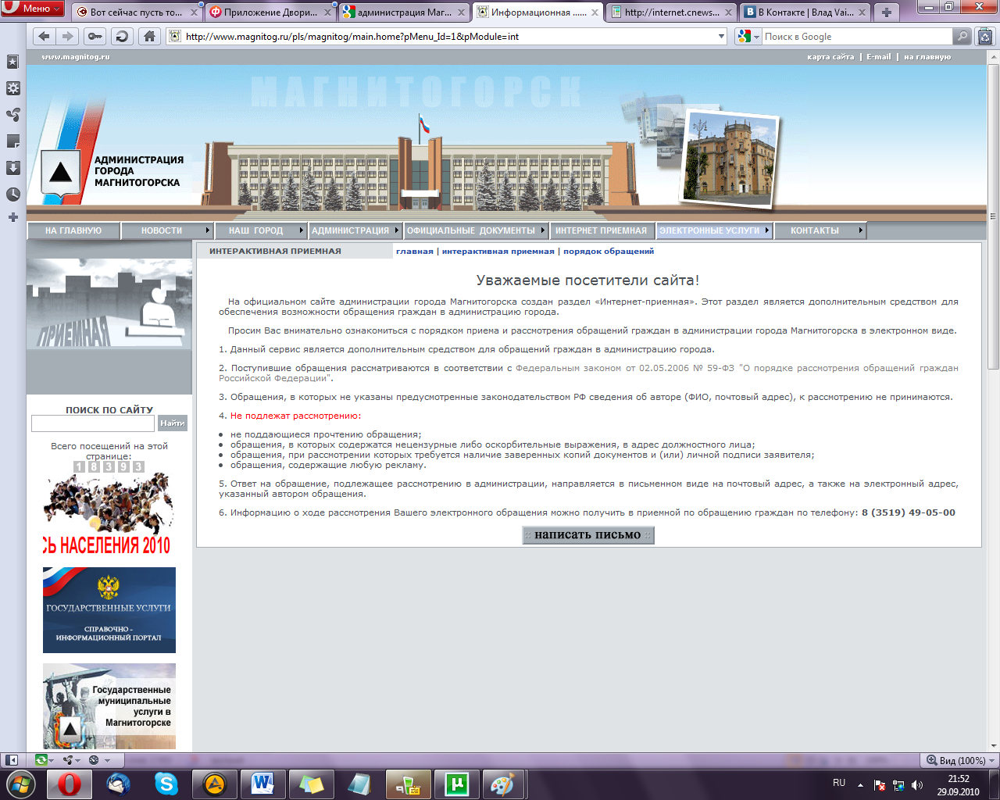 Меню
Вот сейчас пусть то...
Приложение Двори...
администрация Маг...
Информационная ......
http://internet.cnews...
В Контакте | Влад Vai...
http://www.magnitog.ru/pls/magnitog/main.home?pMenu_Id=1&pModule=int
Поиск в Google
www.magnitog.ru
карта сайта | E-mail | на главную
МАГНИТОГОРСК
АДМИНИСТРАЦИЯ
ГОРОДА
МАГНИТОГОРСКА
НА ГЛАВНУЮ
НОВОСТИ
НАШ ГОРОД
АДМИНИСТРАЦИЯ
ОФИЦИАЛЬНЫЕ ДОКУМЕНТЫ
ИНТЕРНЕТ ПРИЕМНАЯ
ЭЛЕКТРОННЫЕ УСЛУГИ
КОНТАКТЫ
ПРИЕМНАЯ
ПОИСК ПО САЙТУ
Найти
Всего посещений на этой
странице:
18393
СЬ НАСЕЛЕНИЯ 2010
ГОСУДАРСТВЕННЫЕ УСЛУГИ
СПРАВОЧНО -
ИНФОРМАЦИОННЫЙ ПОРТАЛ
Государственные
муниципальные
услуги в
Магнитогорске
ИНТЕРАКТИВНАЯ ПРИЕМНАЯ
главная | интерактивная приемная | порядок обращений
Уважаемые посетители сайта!
На официальном сайте администрации города Магнитогорска создан раздел «Интернет-приемная». Этот раздел является дополнительным средством для
обеспечения возможности обращения граждан в администрацию города.
Просим Вас внимательно ознакомиться с порядком приема и рассмотрения обращений граждан в администрации города Магнитогорска в электронном виде.
1. Данный сервис является дополнительным средством для обращений граждан в администрацию города.
2. Поступившие обращения рассматриваются в соответствии с Федеральным законом от 02.05.2006 № 59-ФЗ "О порядке рассмотрения обращений граждан
Российской Федерации".
3. Обращения, в которых не указаны предусмотренные законодательством РФ сведения об авторе (ФИО, почтовый адрес), к рассмотрению не принимаются.
4. Не подлежат рассмотрению:
• не поддающиеся прочтению обращения;
• обращения, в которых содержатся нецензурные либо оскорбительные выражения, в адрес должностного лица;
• обращения, при рассмотрении которых требуется наличие заверенных копий документов и (или) личной подписи заявителя;
• обращения, содержащие любую рекламу.
5. Ответ на обращение, подлежащее рассмотрению в администрации, направляется в письменном виде на почтовый адрес, а также на электронный адрес,
указанный автором обращения.
6. Информацию о ходе рассмотрения Вашего электронного обращения можно получить в приемной по обращению граждан по телефону: 8 (3519) 49-05-00
:: написать письмо ::
Вид (100%)
RU
21:52
29.09.2010